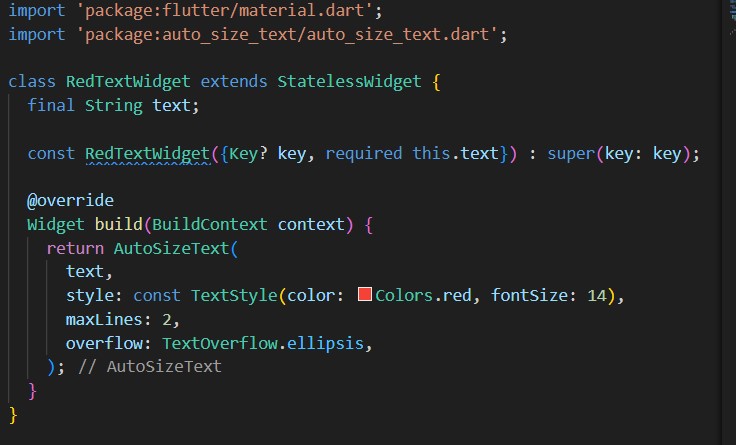 import 'package:flutter/material.dart';
import 'package:auto_size_text/auto_size_text.dart';
class RedTextWidget extends StatelessWidget {
final String text;
const RedTextWidget({Key? key, required this.text}) : super(key: key);
@override
Widget build(BuildContext context) {
return AutoSizeText(
text,
style: const TextStyle(color: Colors.red, fontSize: 14),
maxLines: 2,
overflow: TextOverflow.ellipsis,
); // AutoSizeText
}
}